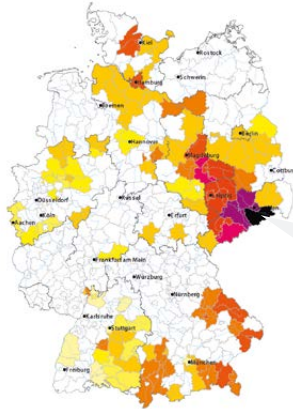 Kiel
Rostock
Hamburg
Schwerin
Bremen
Berlin
Hannover
Magdeburg
Cottbus
Leipzig
Düsseldorf
Kassel
Köln
Erfurt
Aachen
Frankfurt am Main
Würzburg
Nürnberg
Karlsruhe
Stuttgart
München
Freiburg